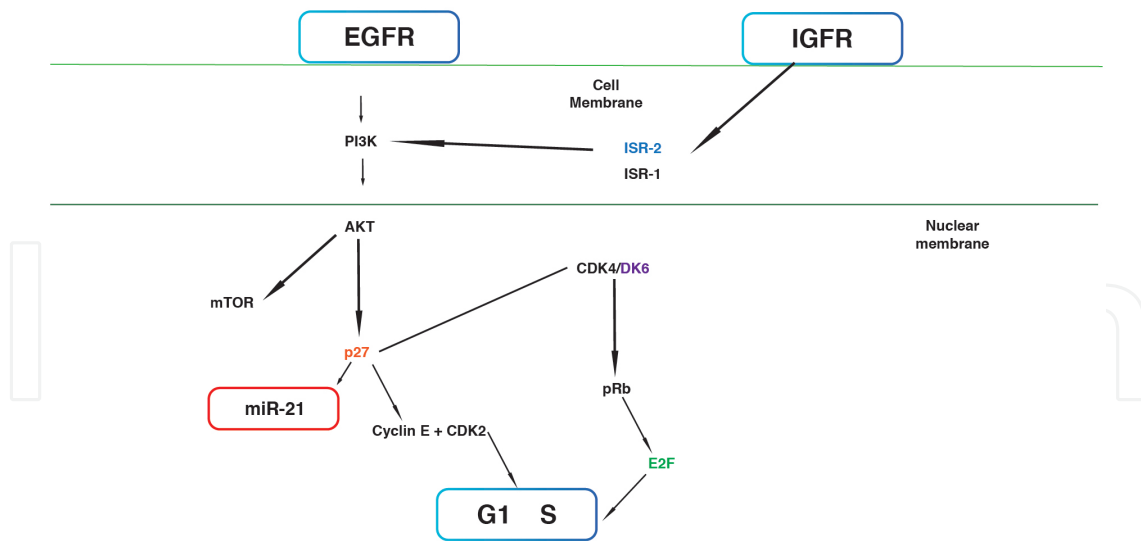 EGFR
IGFR
Cell
Membrane
PI3K
ISR-2
ISR-1
AKT
Nuclear
membrane
CDK4/DK6
mTOR
p27
pRb
miR-21
Cyclin E + CDK2
E2F
G1 S